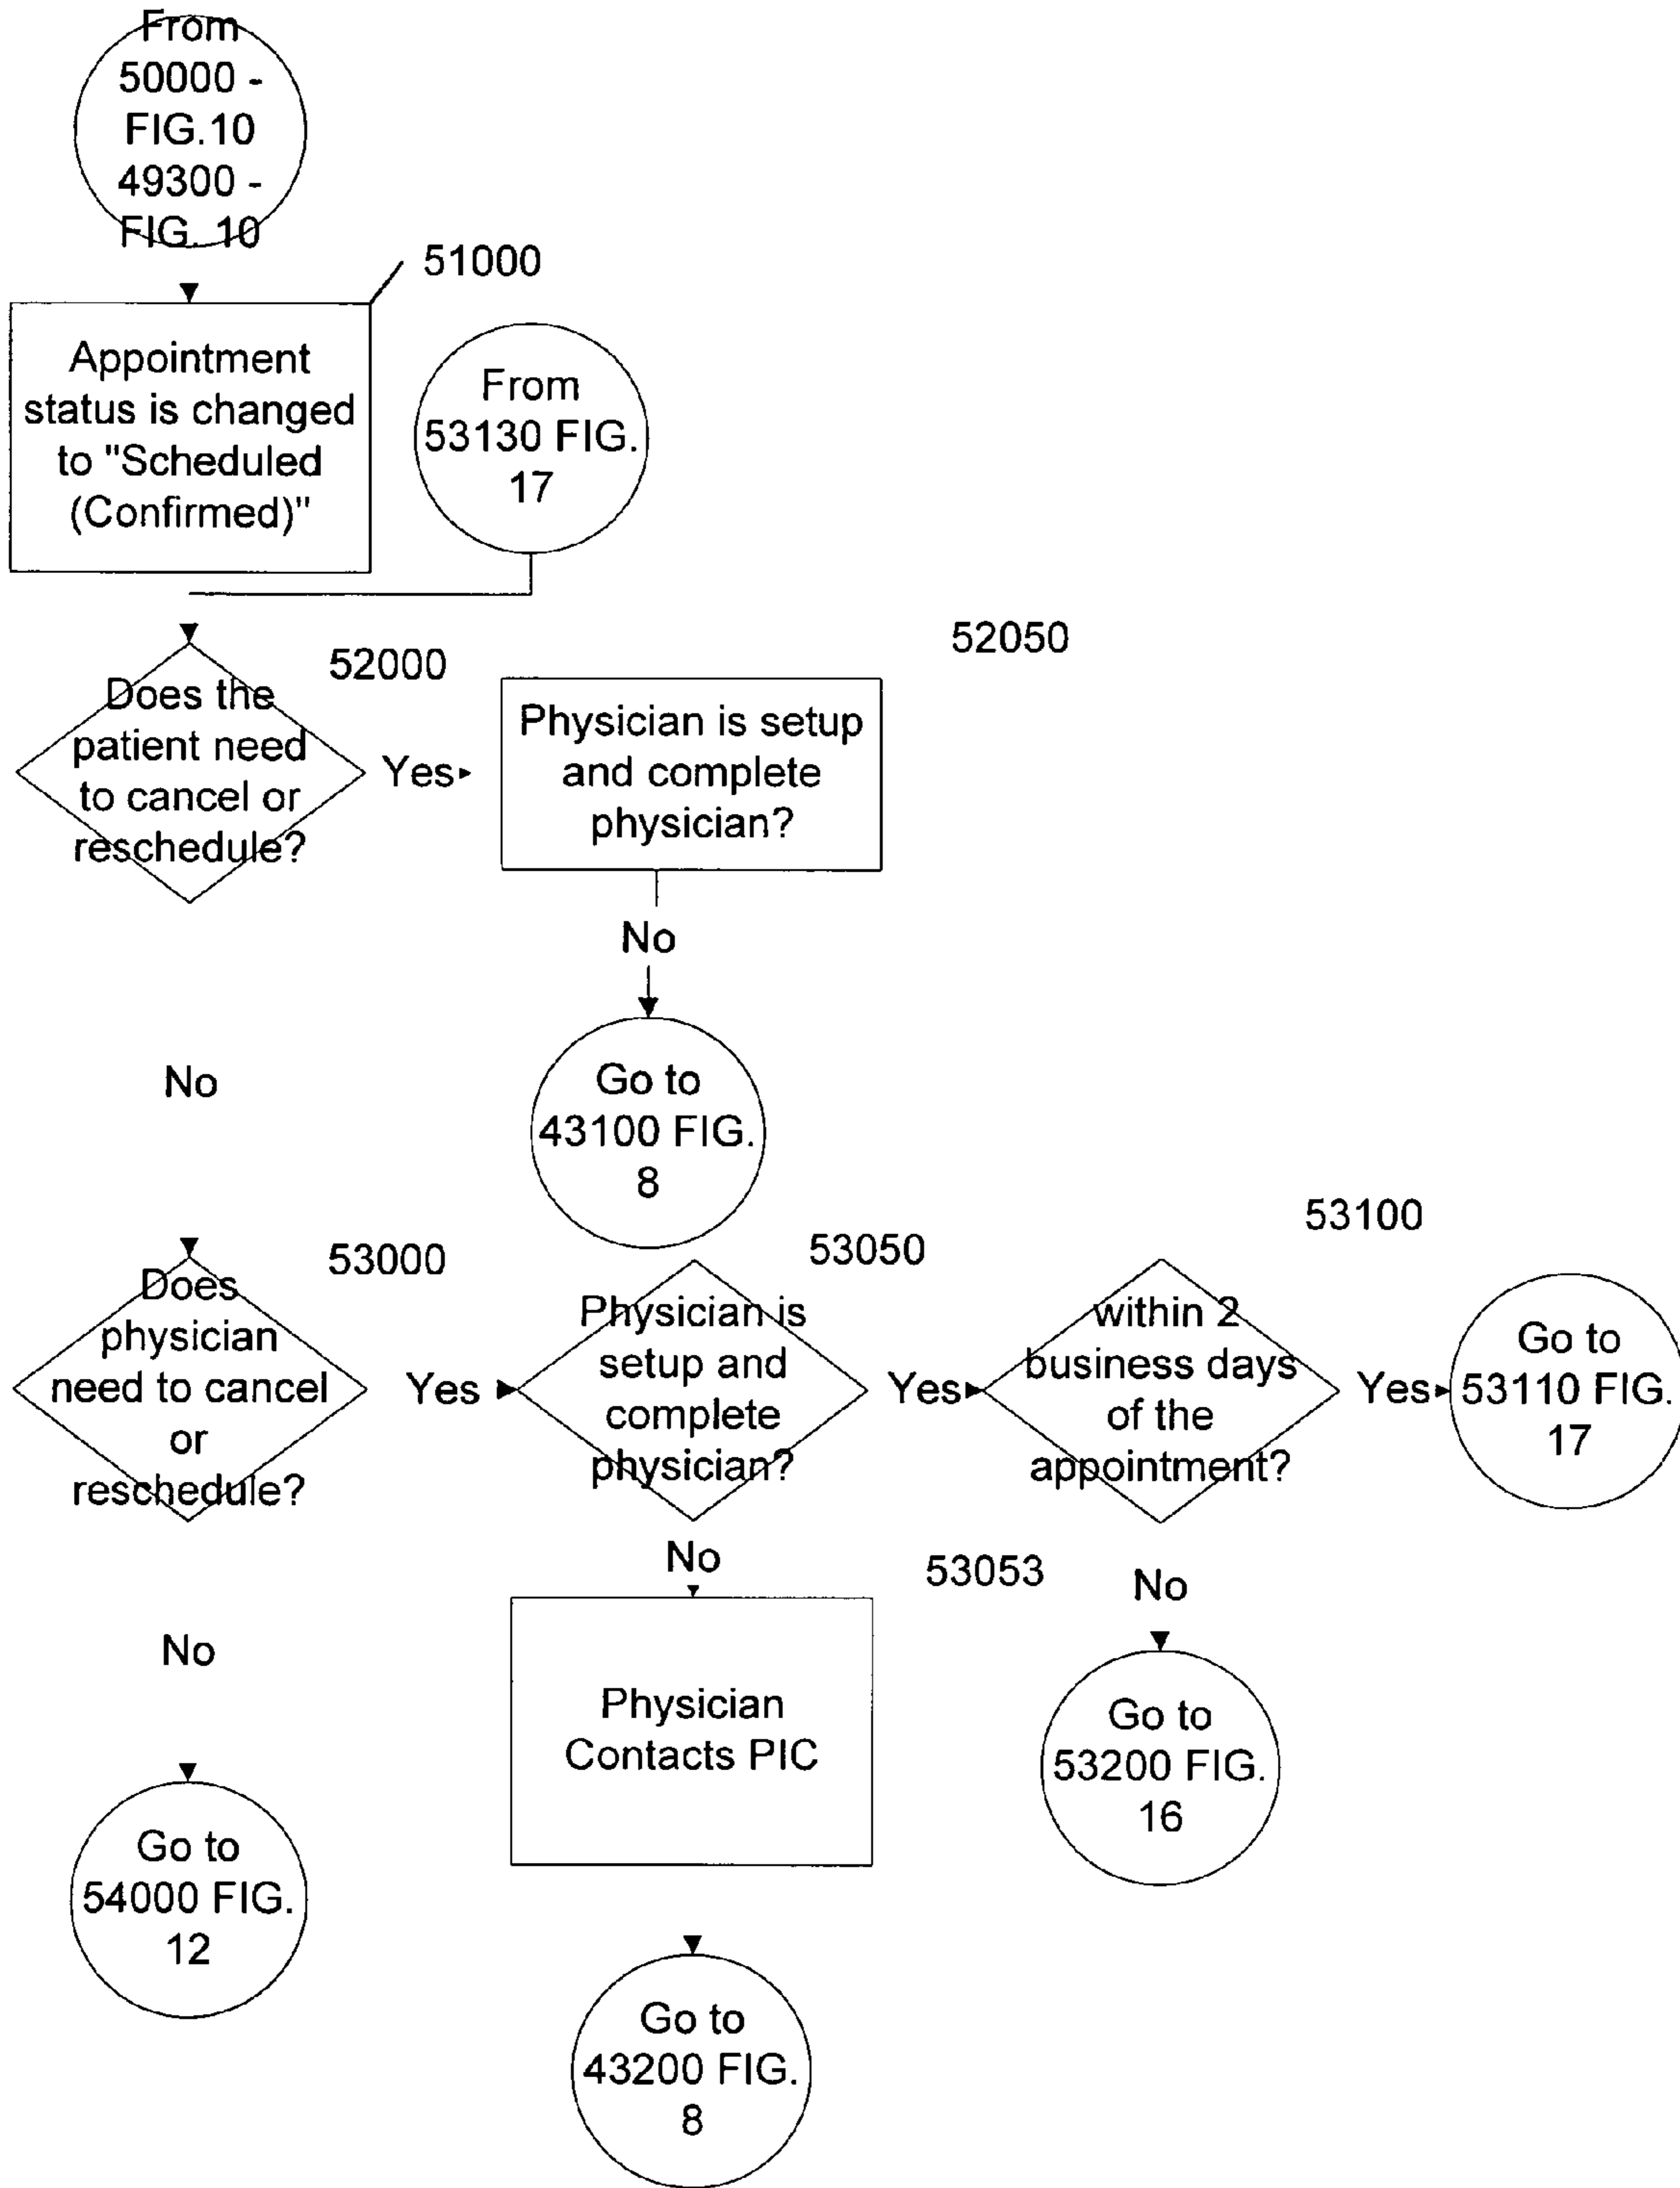 From
50000 -
FIG.10
49300 -
FIG. 10
51000
Appointment
status is changed
to "Scheduled
(Confirmed)"
From
53130 FIG.
17
52000
Does the
patient need
to cancel or
reschedule?
Yes
52050
Physician is setup
and complete
physician?
No
Go to
43100 FIG.
8
No
53000
Does
physician
need to cancel
or
reschedule?
Yes
53050
Physician is
setup and
complete
physician?
Yes
53100
within 2
business days
of the
appointment?
Yes
Go to
53110 FIG.
17
No
53053
Physician
Contacts PIC
No
Go to
53200 FIG.
16
No
Go to
54000 FIG.
12
Go to
43200 FIG.
8